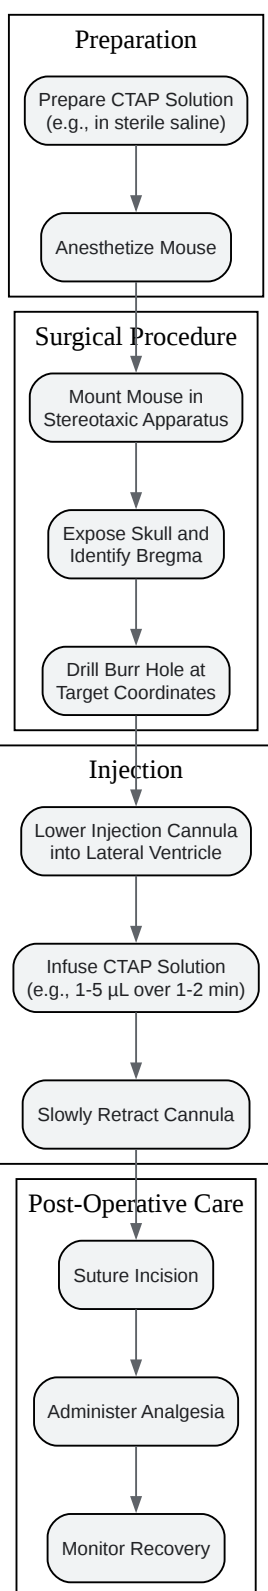 Preparation
Prepare CTAP Solution
(e.g., in sterile saline)
Anesthetize Mouse
Surgical Procedure
Mount Mouse in
Stereotaxic Apparatus
Expose Skull and
Identify Bregma
Drill Burr Hole at
Target Coordinates
Injection
Lower Injection Cannula
into Lateral Ventricle
Infuse CTAP Solution
(e.g., 1-5 µL over 1-2 min)
Slowly Retract Cannula
Post-Operative Care
Suture Incision
Administer Analgesia
Monitor Recovery